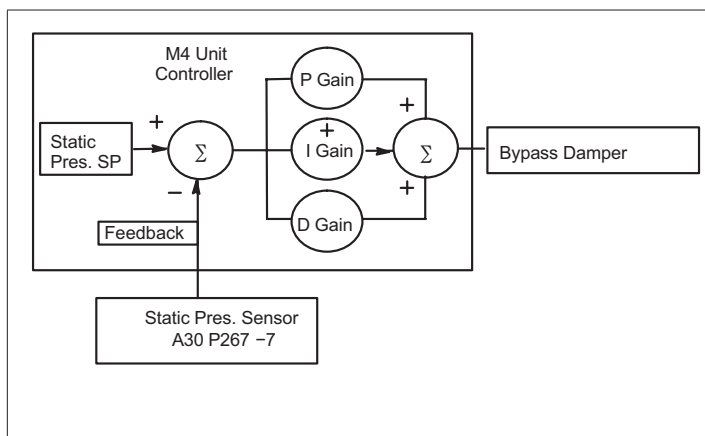 M4 Unit
Controller
P Gain
+
+
Static
Pres. SP
Σ
+
I Gain
Σ
Bypass Damper
−
+
Feedback
D Gain
Static Pres. Sensor
A30 P267 −7